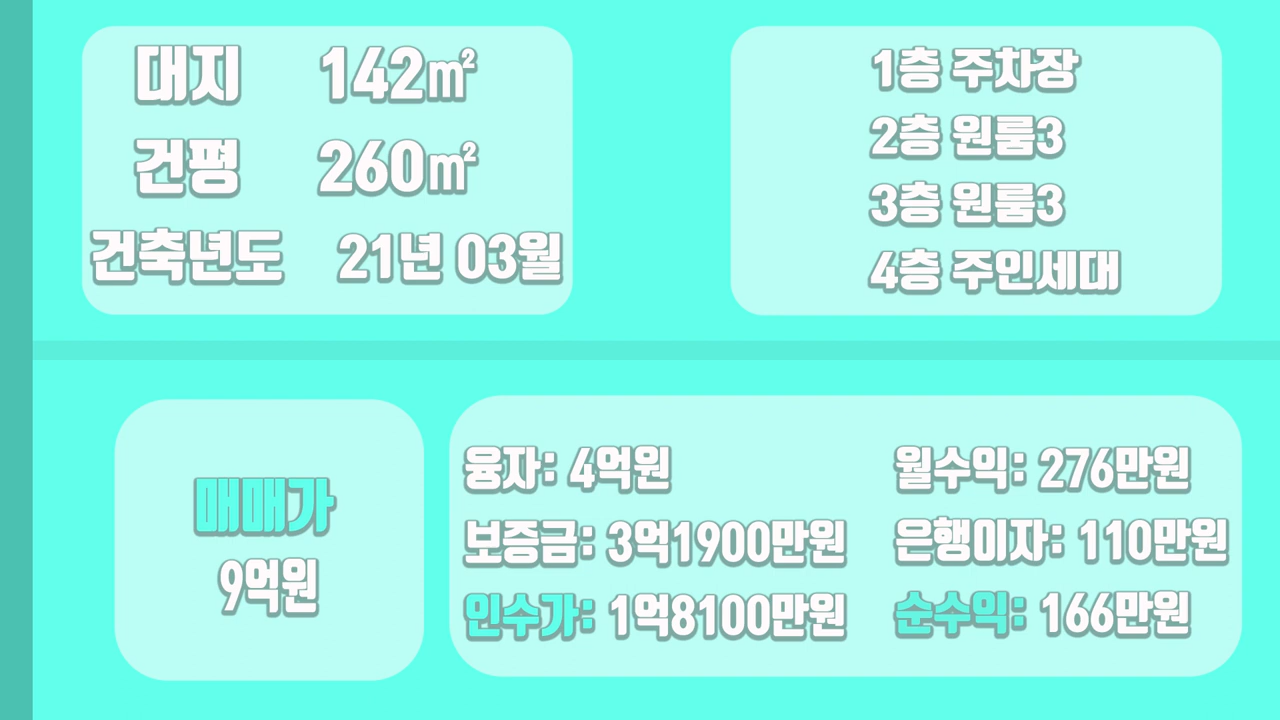 대지 142㎡
건평 260㎡
건축년도 21년 03월
1층 주차장
2층 원룸3
3층 원룸3
4층 주인세대
매매가
9억원
융자: 4억원
보증금: 3억1900만원
인수가: 1억8100만원
월수익: 276만원
은행이자: 110만원
순수익: 166만원